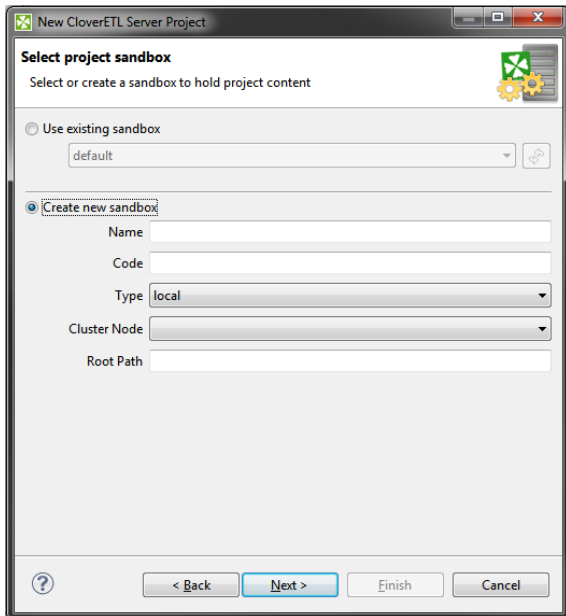 New CloverETL Server Project
Select project sandbox
Select or create a sandbox to hold project content
Use existing sandbox
default
Create new sandbox
Name
Code
Type local
Cluster Node
Root Path
? < Back Next > Finish Cancel